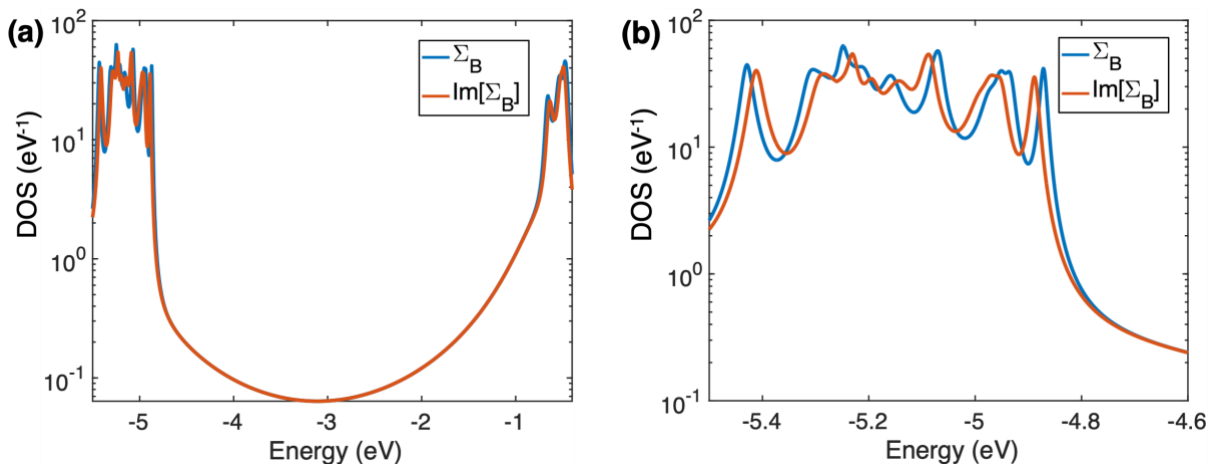 (a)
DOS (eV⁻¹)
10²
10¹
10⁰
10⁻¹
Σ_B
Im[Σ_B]
-5
-4
-3
-2
-1
Energy (eV)
(b)
DOS (eV⁻¹)
10²
10¹
10⁰
10⁻¹
Σ_B
Im[Σ_B]
-5.4
-5.2
-5
-4.8
-4.6
Energy (eV)